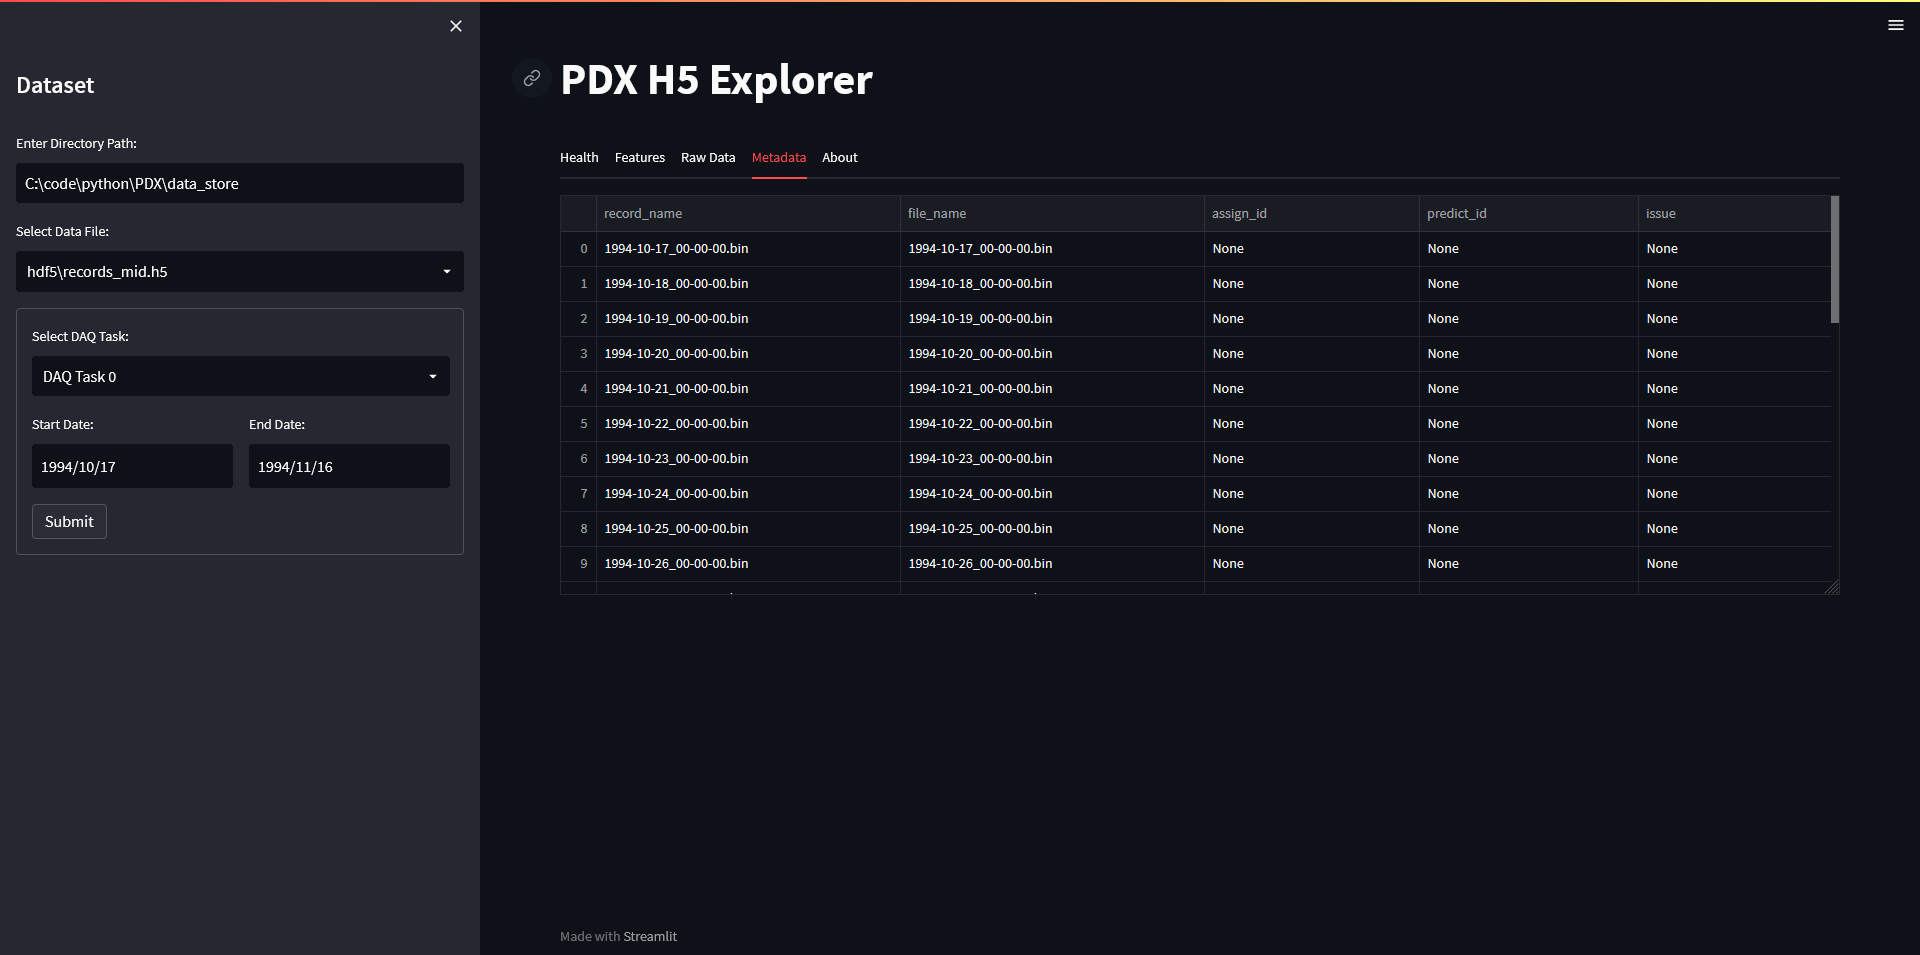 Dataset
Enter Directory Path:
C:\code\python\PDX\data_store
Select Data File:
hdf5\records_mid.h5
Select DAQ Task:
DAQ Task 0
Start Date: End Date:
1994/10/17 1994/11/16
Submit
PDX H5 Explorer
Health Features Raw Data Metadata About
record_name file_name assign_id predict_id issue
0 1994-10-17_00-00-00.bin 1994-10-17_00-00-00.bin None None None
1 1994-10-18_00-00-00.bin 1994-10-18_00-00-00.bin None None None
2 1994-10-19_00-00-00.bin 1994-10-19_00-00-00.bin None None None
3 1994-10-20_00-00-00.bin 1994-10-20_00-00-00.bin None None None
4 1994-10-21_00-00-00.bin 1994-10-21_00-00-00.bin None None None
5 1994-10-22_00-00-00.bin 1994-10-22_00-00-00.bin None None None
6 1994-10-23_00-00-00.bin 1994-10-23_00-00-00.bin None None None
7 1994-10-24_00-00-00.bin 1994-10-24_00-00-00.bin None None None
8 1994-10-25_00-00-00.bin 1994-10-25_00-00-00.bin None None None
9 1994-10-26_00-00-00.bin 1994-10-26_00-00-00.bin None None None
Made with Streamlit